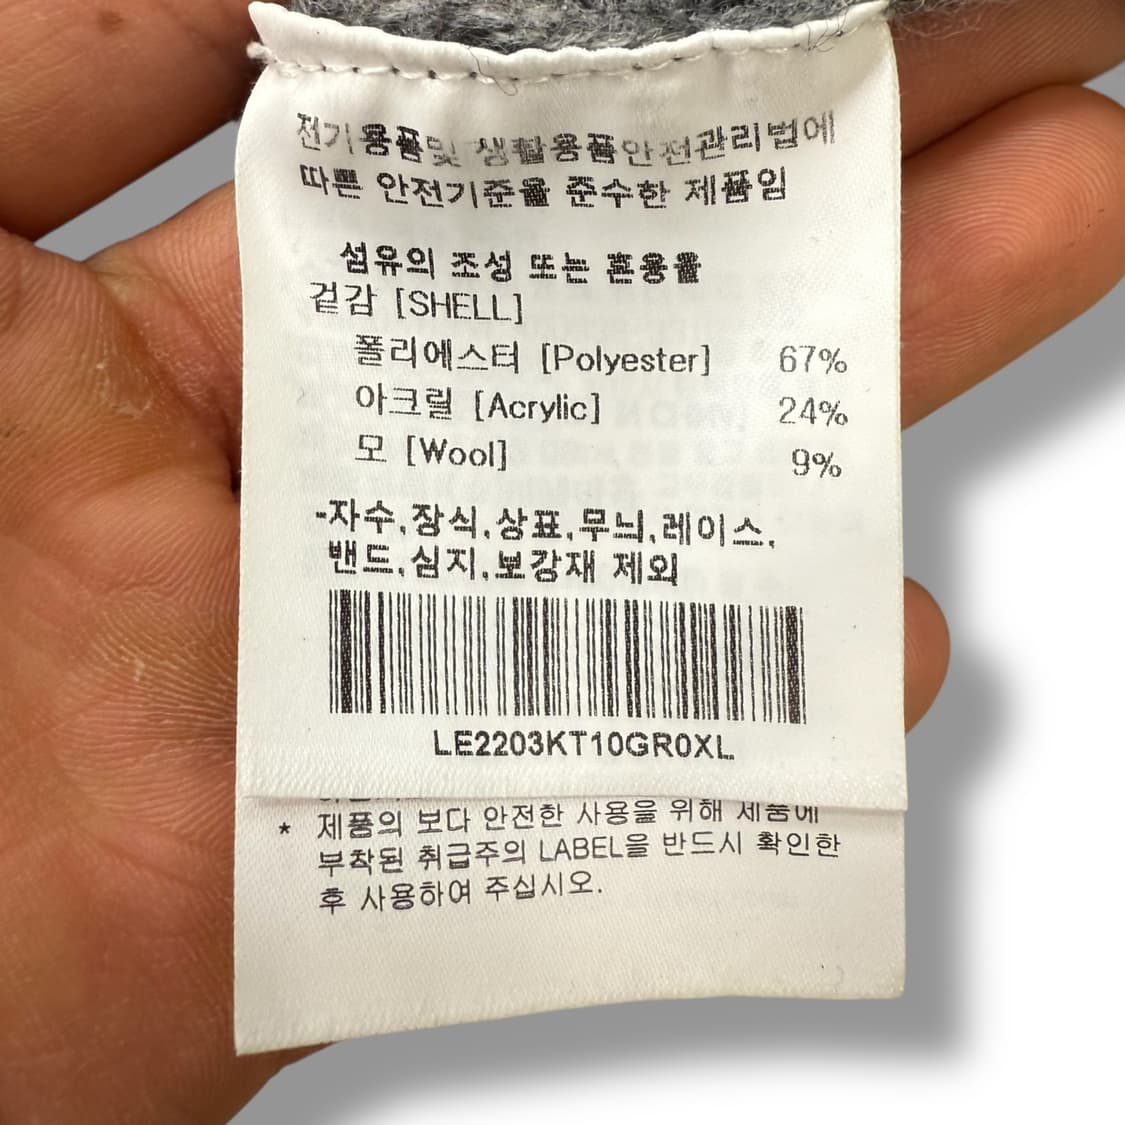 전기용품및 생활용품안전관리법에
따른 안전기준을 준수한 제품임
섬유의 조성 또는 혼용율
겉감 [SHELL]
폴리에스터 [Polyester] 67%
아크릴 [Acrylic] 24%
모 [Wool] 9%
-자수,장식,상표,무늬,레이스,
밴드,심지,보강재 제외
LE2203KT10GR0XL
* 제품의 보다 안전한 사용을 위해 제품에
부착된 취급주의 LABEL을 반드시 확인한
후 사용하여 주십시오.